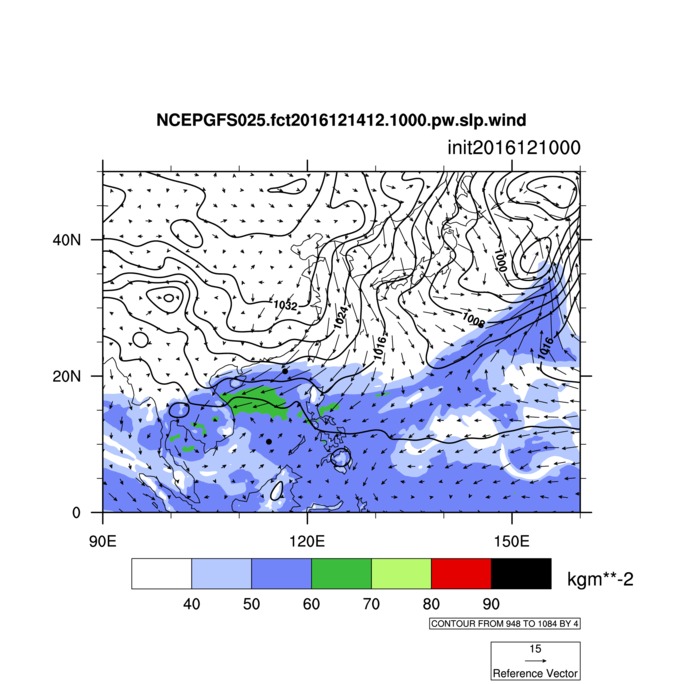 NCEPGFS025.fct2016121412.1000.pw.slp.wind
init2016121000
1000
40N
1032
1024
1008
1016
1016
20N
0
90E 120E 150E
40 50 60 70 80 90
kgm**-2
CONTOUR FROM 948 TO 1084 BY 4
15
Reference Vector